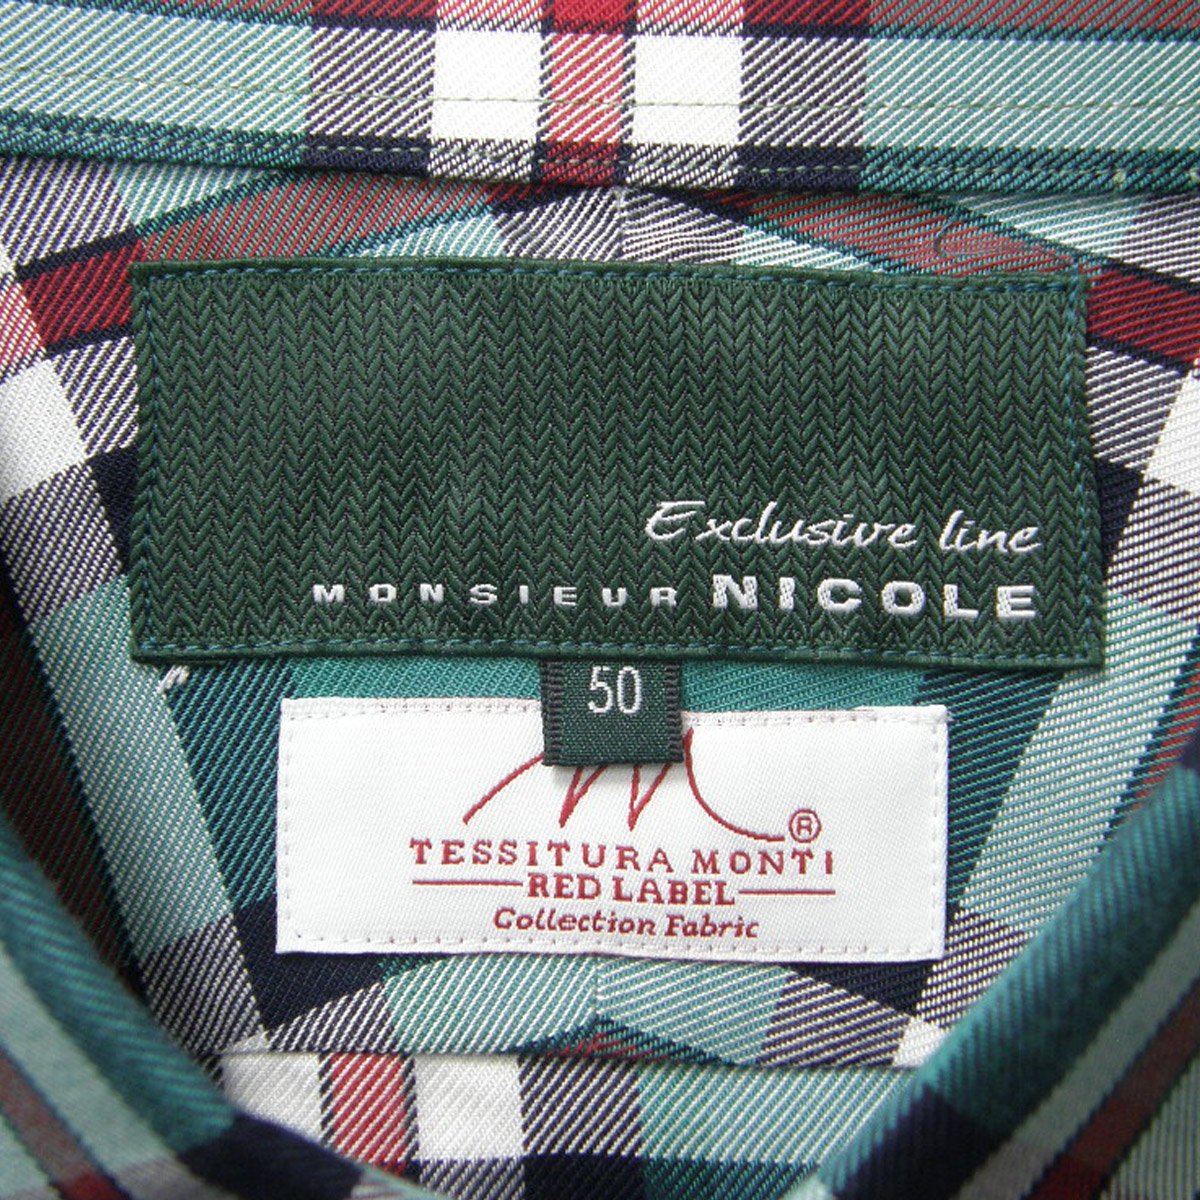 Exclusive line
MONSIEUR NICOLE
50
®
TESSITURA MONTI
RED LABEL
Collection Fabric